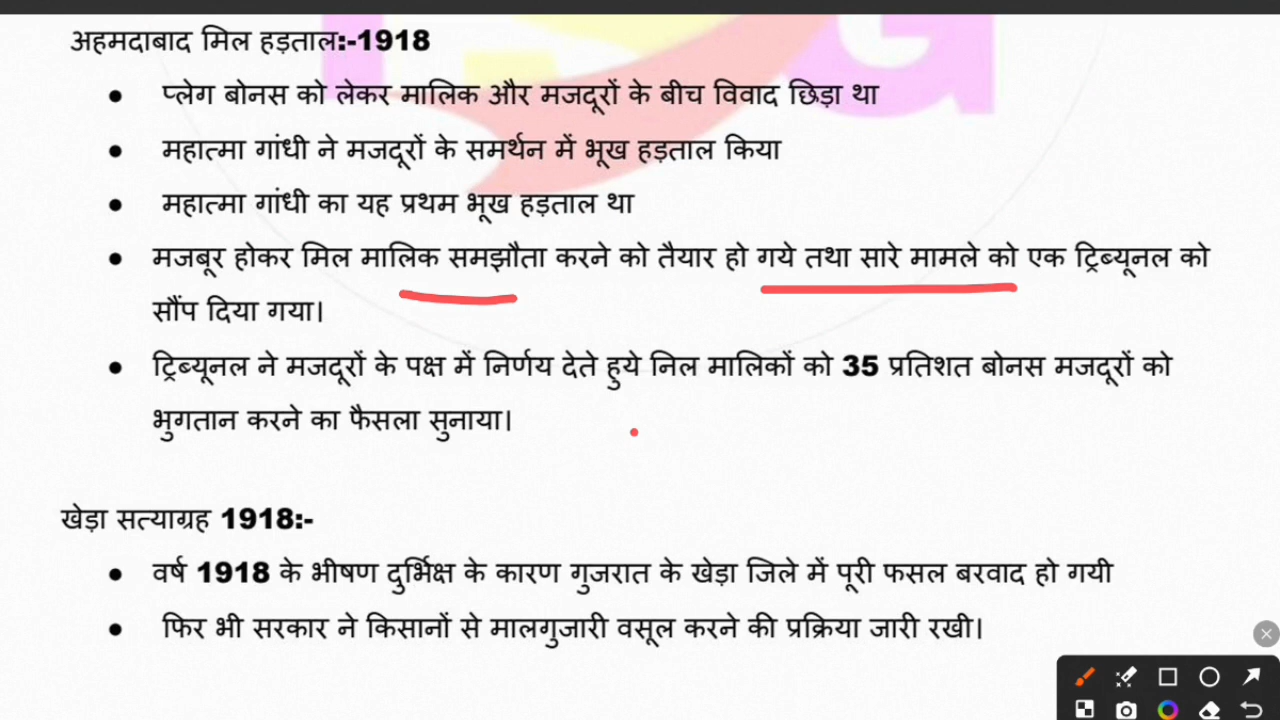 अहमदाबाद मिल हड़ताल:-1918
● प्लेग बोनस को लेकर मालिक और मजदूरों के बीच विवाद छिड़ा था
● महात्मा गांधी ने मजदूरों के समर्थन में भूख हड़ताल किया
● महात्मा गांधी का यह प्रथम भूख हड़ताल था
● मजबूर होकर मिल मालिक समझौता करने को तैयार हो गये तथा सारे मामले को एक ट्रिब्यूनल को
सौंप दिया गया।
● ट्रिब्यूनल ने मजदूरों के पक्ष में निर्णय देते हुये निल मालिकों को 35 प्रतिशत बोनस मजदूरों को
भुगतान करने का फैसला सुनाया।
खेड़ा सत्याग्रह 1918:-
● वर्ष 1918 के भीषण दुर्भिक्ष के कारण गुजरात के खेड़ा जिले में पूरी फसल बरवाद हो गयी
● फिर भी सरकार ने किसानों से मालगुजारी वसूल करने की प्रक्रिया जारी रखी।